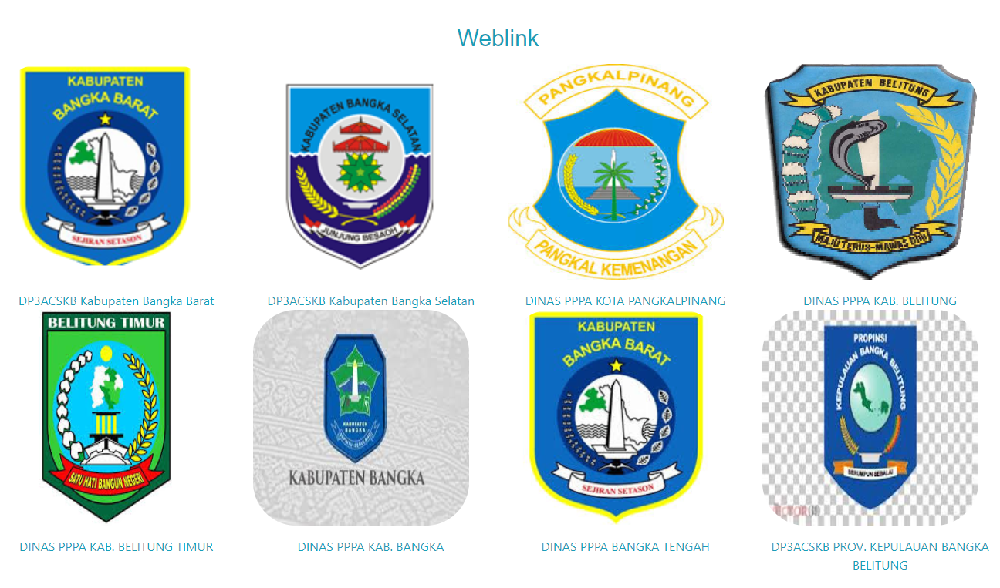 Weblink
KABUPATEN
BANGKA BARAT
SEJIRAN SETASON
KABUPATEN BANGKA SELATAN
JUNJUNG BESAOH
PANGKALPINANG
PANGKAL KEMENANGAN
KABUPATEN BELITUNG
MAJU TERUS-MAWAS DIRI
DP3ACSKB Kabupaten Bangka Barat
DP3ACSKB Kabupaten Bangka Selatan
DINAS PPPA KOTA PANGKALPINANG
DINAS PPPA KAB. BELITUNG
BELITUNG TIMUR
SATU HATI BANGUN NEGERI
KABUPATEN
BANGKA
KABUPATEN BANGKA
KABUPATEN
BANGKA BARAT
SEJIRAN SETASON
PROPINSI
KEPULAUAN BANGKA BELITUNG
SERUMPUN SEBALAI
DINAS PPPA KAB. BELITUNG TIMUR
DINAS PPPA KAB. BANGKA
DINAS PPPA BANGKA TENGAH
DP3ACSKB PROV. KEPULAUAN BANGKA
BELITUNG